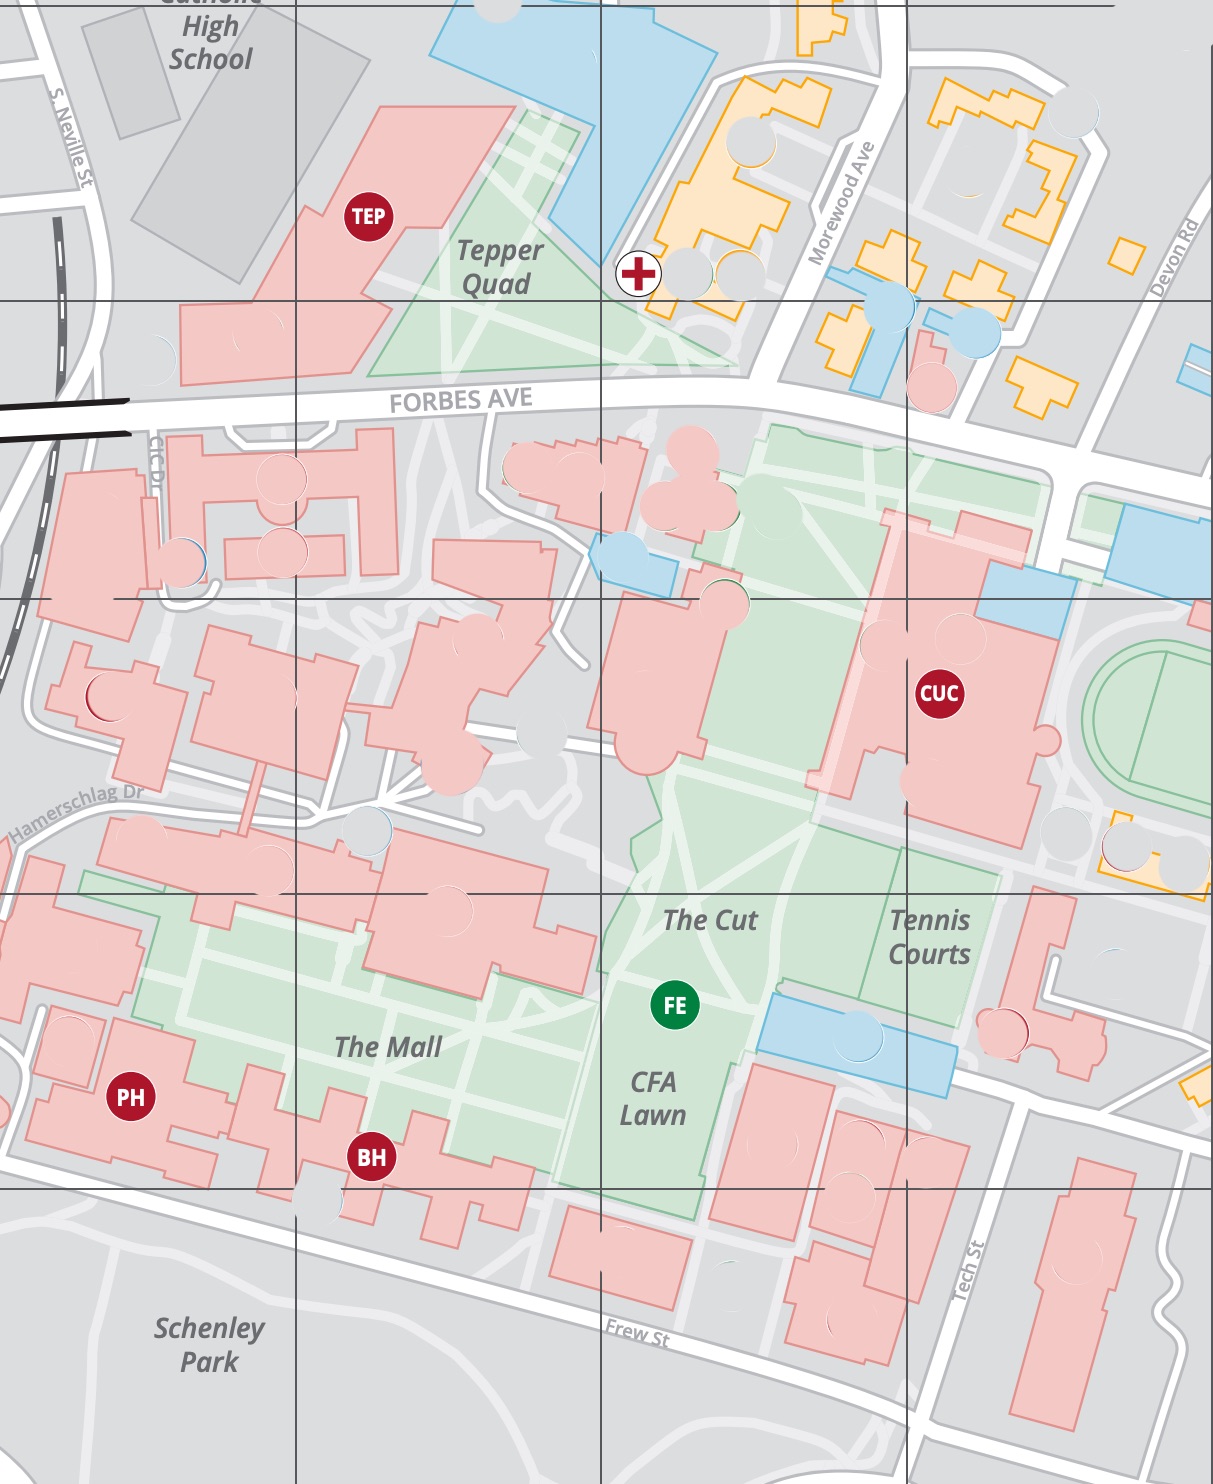 Catholic
High
School
S. Neville St
TEP
Tepper
Quad
Morewood Ave
Devon Rd
FORBES AVE
CIC Dr
CUC
Hamerschlag Dr
The Cut
Tennis
Courts
FE
The Mall
CFA
Lawn
PH
BH
Tech St
Schenley
Park
Frew St